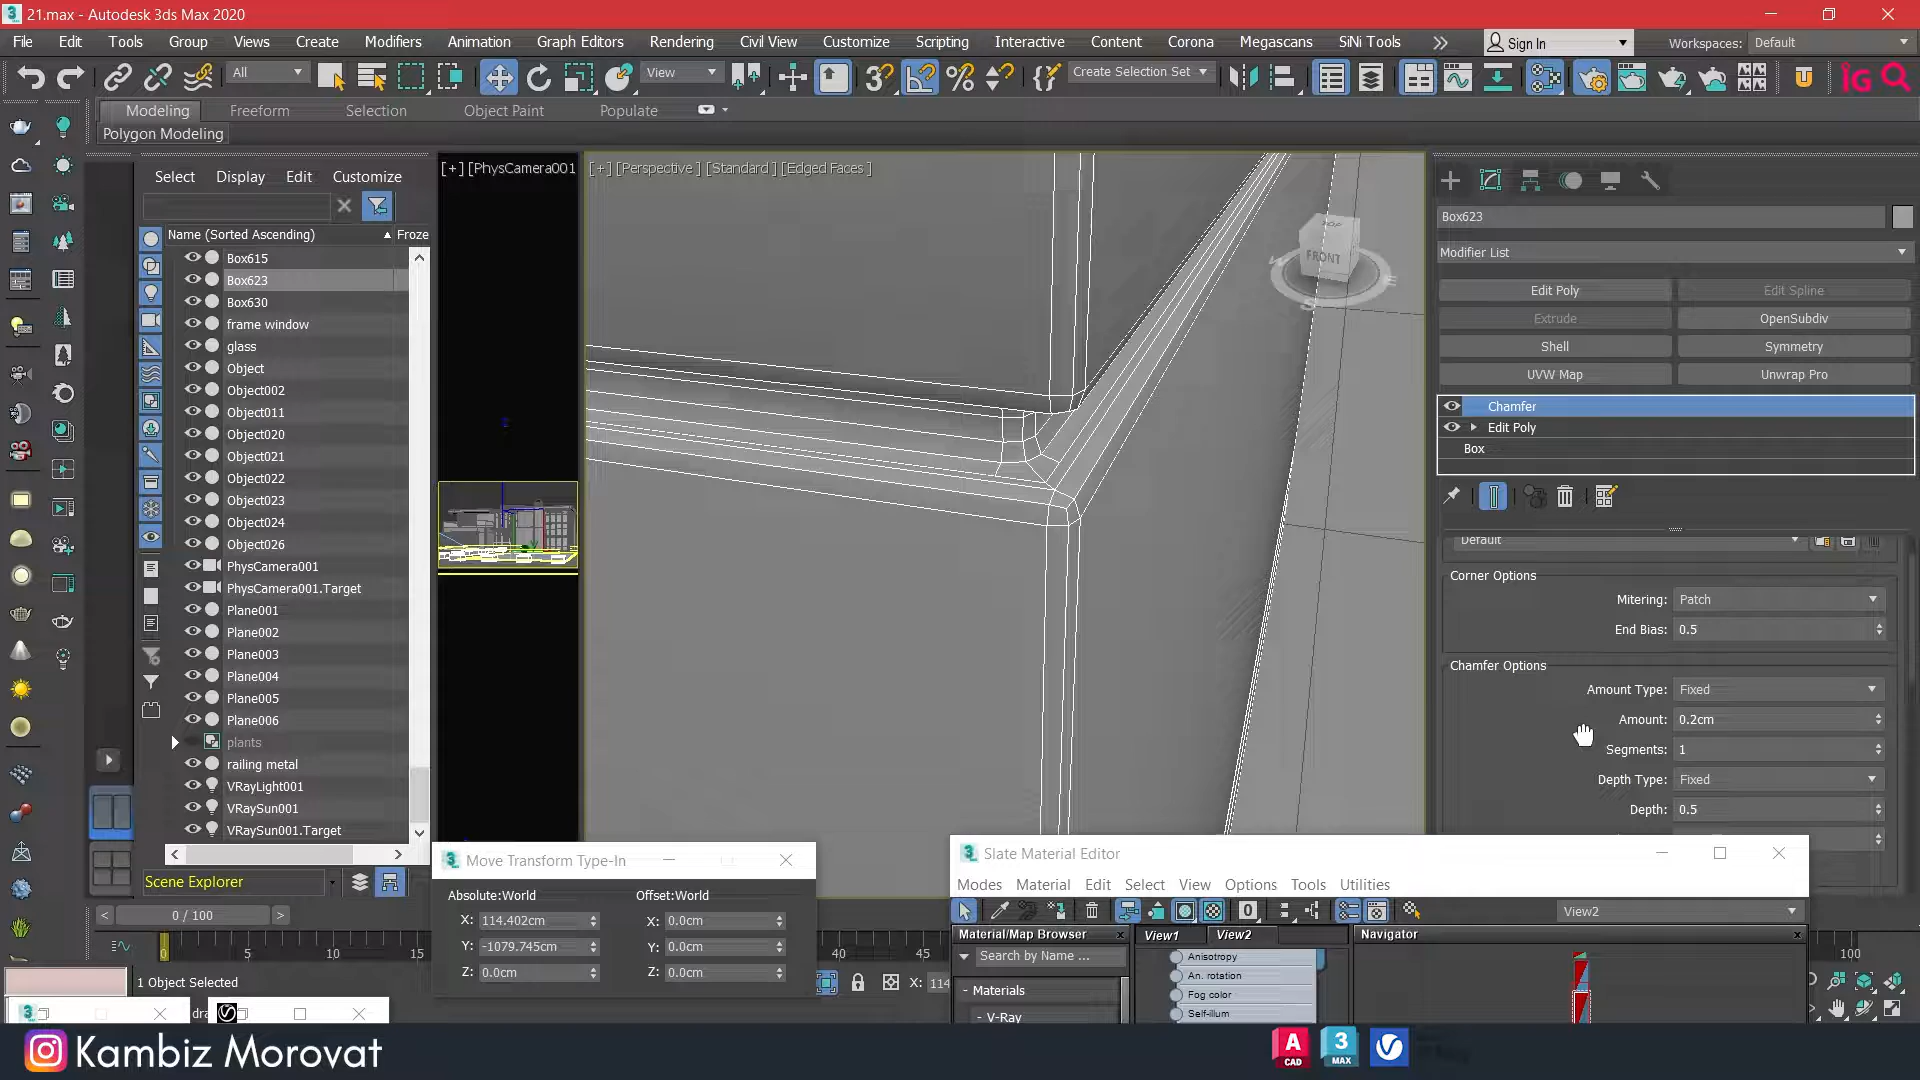 21.max - Autodesk 3ds Max 2020
File Edit Tools Group Views Create Modifiers Animation Graph Editors Rendering Civil View Customize Scripting Interactive Content Corona Megascans SiNi Tools Sign In Workspaces: Default
All View Create Selection Set
Modeling Freeform Selection Object Paint Populate
Polygon Modeling
Select Display Edit Customize
Name (Sorted Ascending) Froze
Box615
Box623
Box630
frame window
glass
Object
Object002
Object011
Object020
Object021
Object022
Object023
Object024
Object026
PhysCamera001
PhysCamera001.Target
Plane001
Plane002
Plane003
Plane004
Plane005
Plane006
plants
railing metal
VRayLight001
VRaySun001
VRaySun001.Target
Scene Explorer
[+] [PhysCamera001
[+] [Perspective ] [Standard ] [Edged Faces ]
TOP
FRONT
Box623
Modifier List
Edit Poly Edit Spline
Extrude OpenSubdiv
Shell Symmetry
UVW Map Unwrap Pro
Chamfer
Edit Poly
Box
Default
Corner Options
Mitering: Patch
End Bias: 0.5
Chamfer Options
Amount Type: Fixed
Amount: 0.2cm
Segments: 1
Depth Type: Fixed
Depth: 0.5
Move Transform Type-In
Absolute:World Offset:World
X: 114.402cm X: 0.0cm
Y: -1079.745cm Y: 0.0cm
Z: 0.0cm Z: 0.0cm
Slate Material Editor
Modes Material Edit Select View Options Tools Utilities
View2
Material/Map Browser View1 View2 Navigator
Search by Name ...
- Materials
- V-Ray
Anisotropy
An. rotation
Fog color
Self-illum
< 0 / 100 >
0 5 10 15 40 45 100
1 Object Selected
X: 114
dra
Kambiz Morovat
A CAD
3 MAX